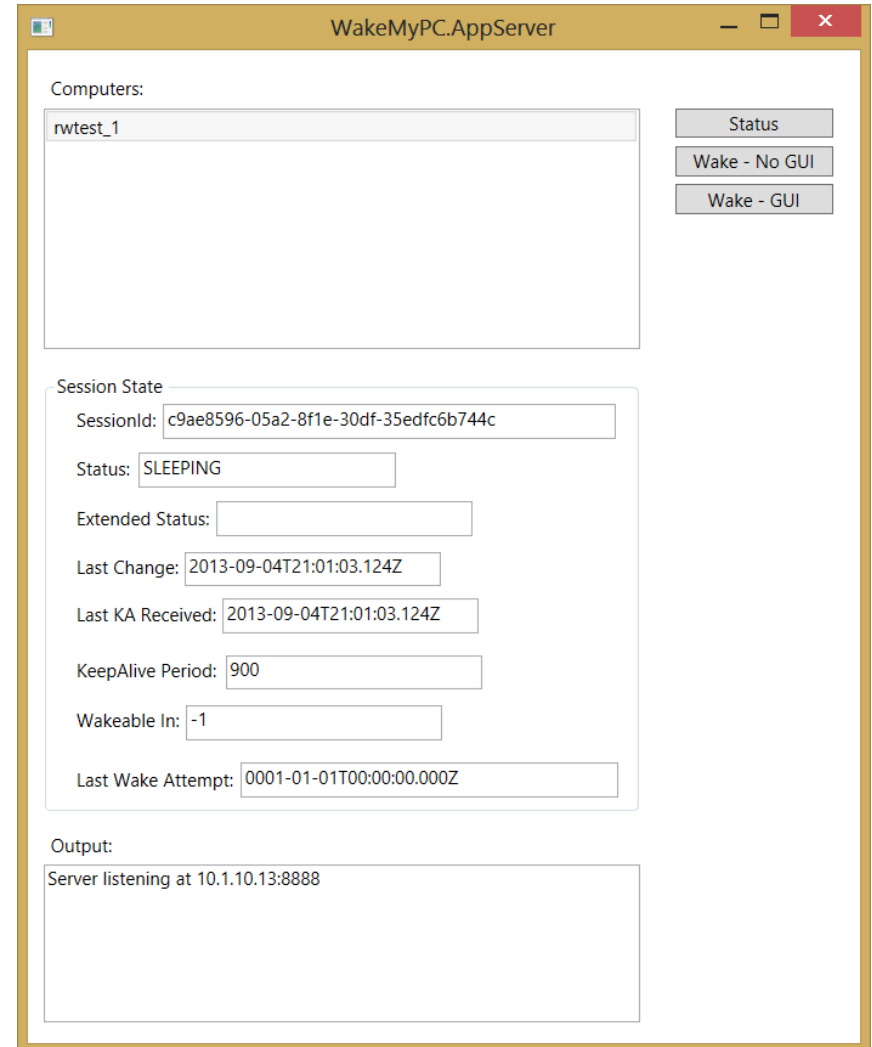 WakeMyPC.AppServer
Computers:
rwtest_1
Status
Wake - No GUI
Wake - GUI
Session State
SessionId: c9ae8596-05a2-8f1e-30df-35edfc6b744c
Status: SLEEPING
Extended Status:
Last Change: 2013-09-04T21:01:03.124Z
Last KA Received: 2013-09-04T21:01:03.124Z
KeepAlive Period: 900
Wakeable In: -1
Last Wake Attempt: 0001-01-01T00:00:00.000Z
Output:
Server listening at 10.1.10.13:8888